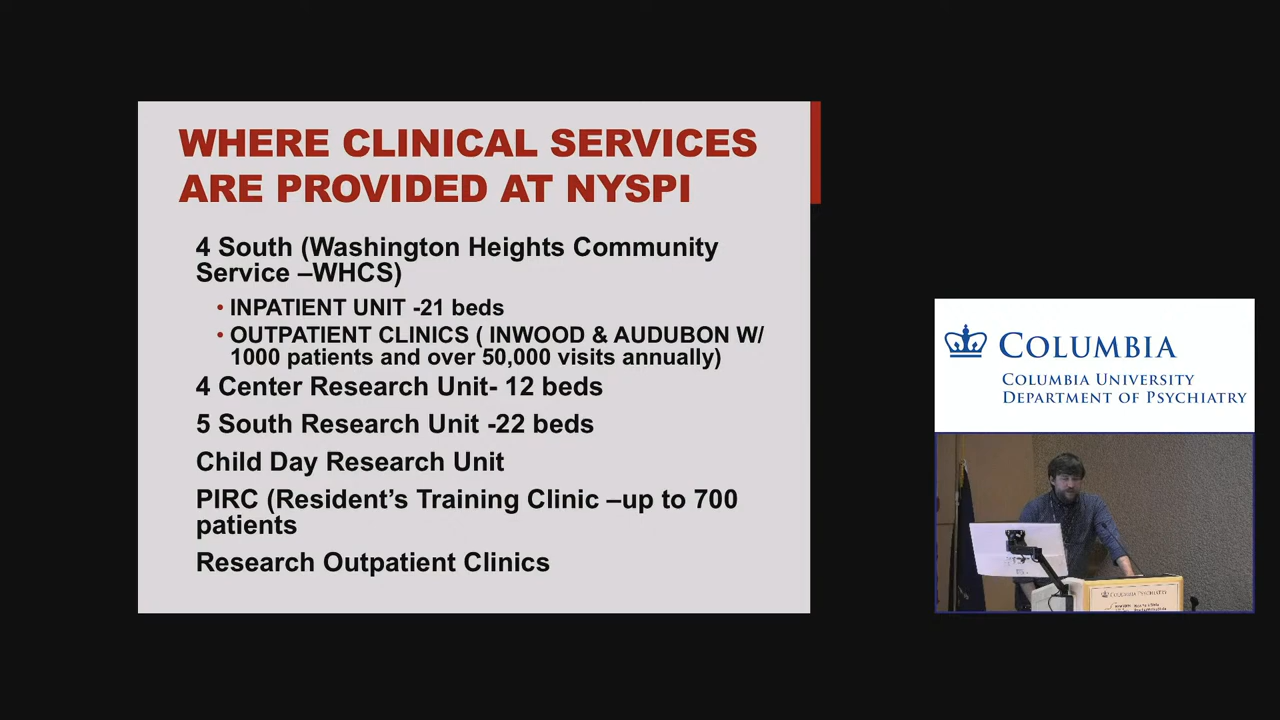 WHERE CLINICAL SERVICES
ARE PROVIDED AT NYSPI
4 South (Washington Heights Community
Service –WHCS)
• INPATIENT UNIT -21 beds
• OUTPATIENT CLINICS ( INWOOD & AUDUBON W/
1000 patients and over 50,000 visits annually)
4 Center Research Unit- 12 beds
5 South Research Unit -22 beds
Child Day Research Unit
PIRC (Resident’s Training Clinic –up to 700
patients
Research Outpatient Clinics
COLUMBIA
COLUMBIA UNIVERSITY
DEPARTMENT OF PSYCHIATRY
COLUMBIA PSYCHIATRY